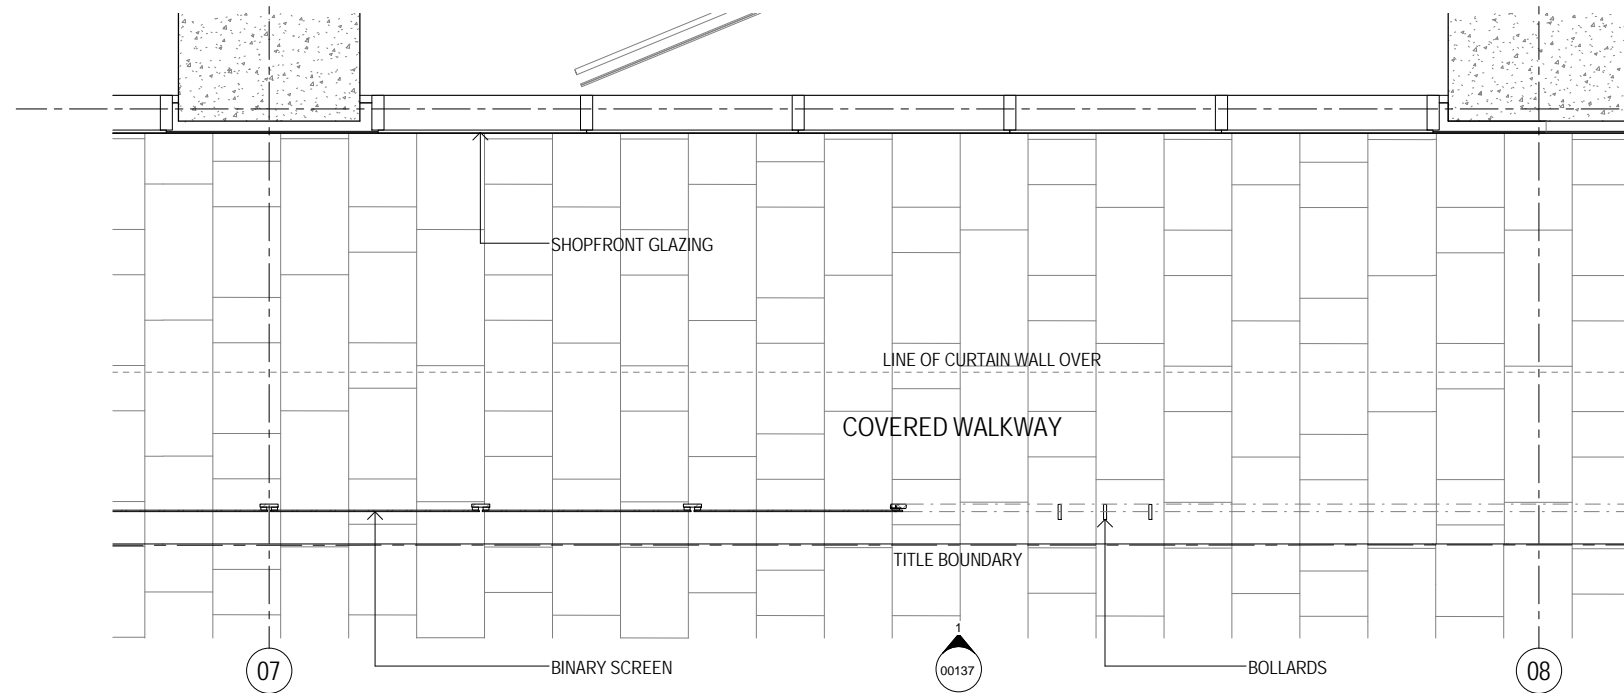 SHOPFRONT GLAZING
LINE OF CURTAIN WALL OVER
COVERED WALKWAY
TITLE BOUNDARY
1
07
BINARY SCREEN
00137
BOLLARDS
08